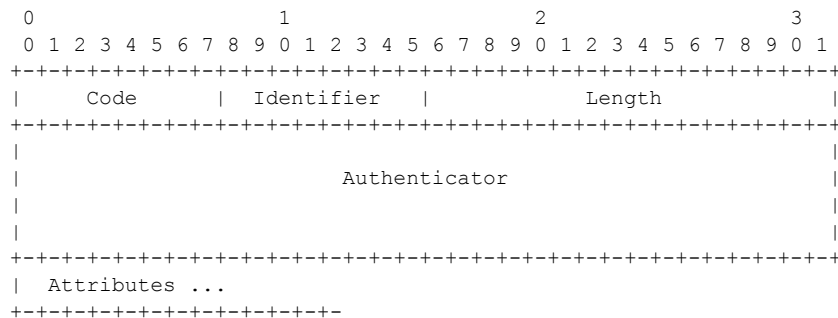 0                   1                   2                   3
 0 1 2 3 4 5 6 7 8 9 0 1 2 3 4 5 6 7 8 9 0 1 2 3 4 5 6 7 8 9 0 1
+-+-+-+-+-+-+-+-+-+-+-+-+-+-+-+-+-+-+-+-+-+-+-+-+-+-+-+-+-+-+-+-+
|     Code      |  Identifier   |            Length             |
+-+-+-+-+-+-+-+-+-+-+-+-+-+-+-+-+-+-+-+-+-+-+-+-+-+-+-+-+-+-+-+-+
|                                                               |
|                         Authenticator                         |
|                                                               |
|                                                               |
+-+-+-+-+-+-+-+-+-+-+-+-+-+-+-+-+-+-+-+-+-+-+-+-+-+-+-+-+-+-+-+-+
|  Attributes ...
+-+-+-+-+-+-+-+-+-+-+-+-+-